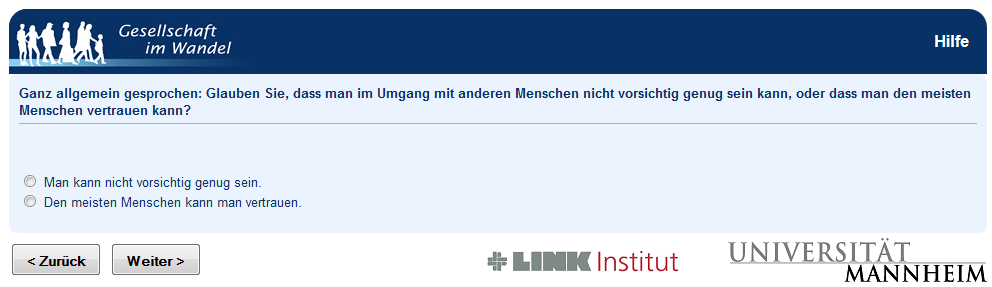 Gesellschaft
im Wandel
Hilfe
Ganz allgemein gesprochen: Glauben Sie, dass man im Umgang mit anderen Menschen nicht vorsichtig genug sein kann, oder dass man den meisten
Menschen vertrauen kann?
Man kann nicht vorsichtig genug sein.
Den meisten Menschen kann man vertrauen.
< Zurück
Weiter >
LINK Institut
UNIVERSITÄT
MANNHEIM